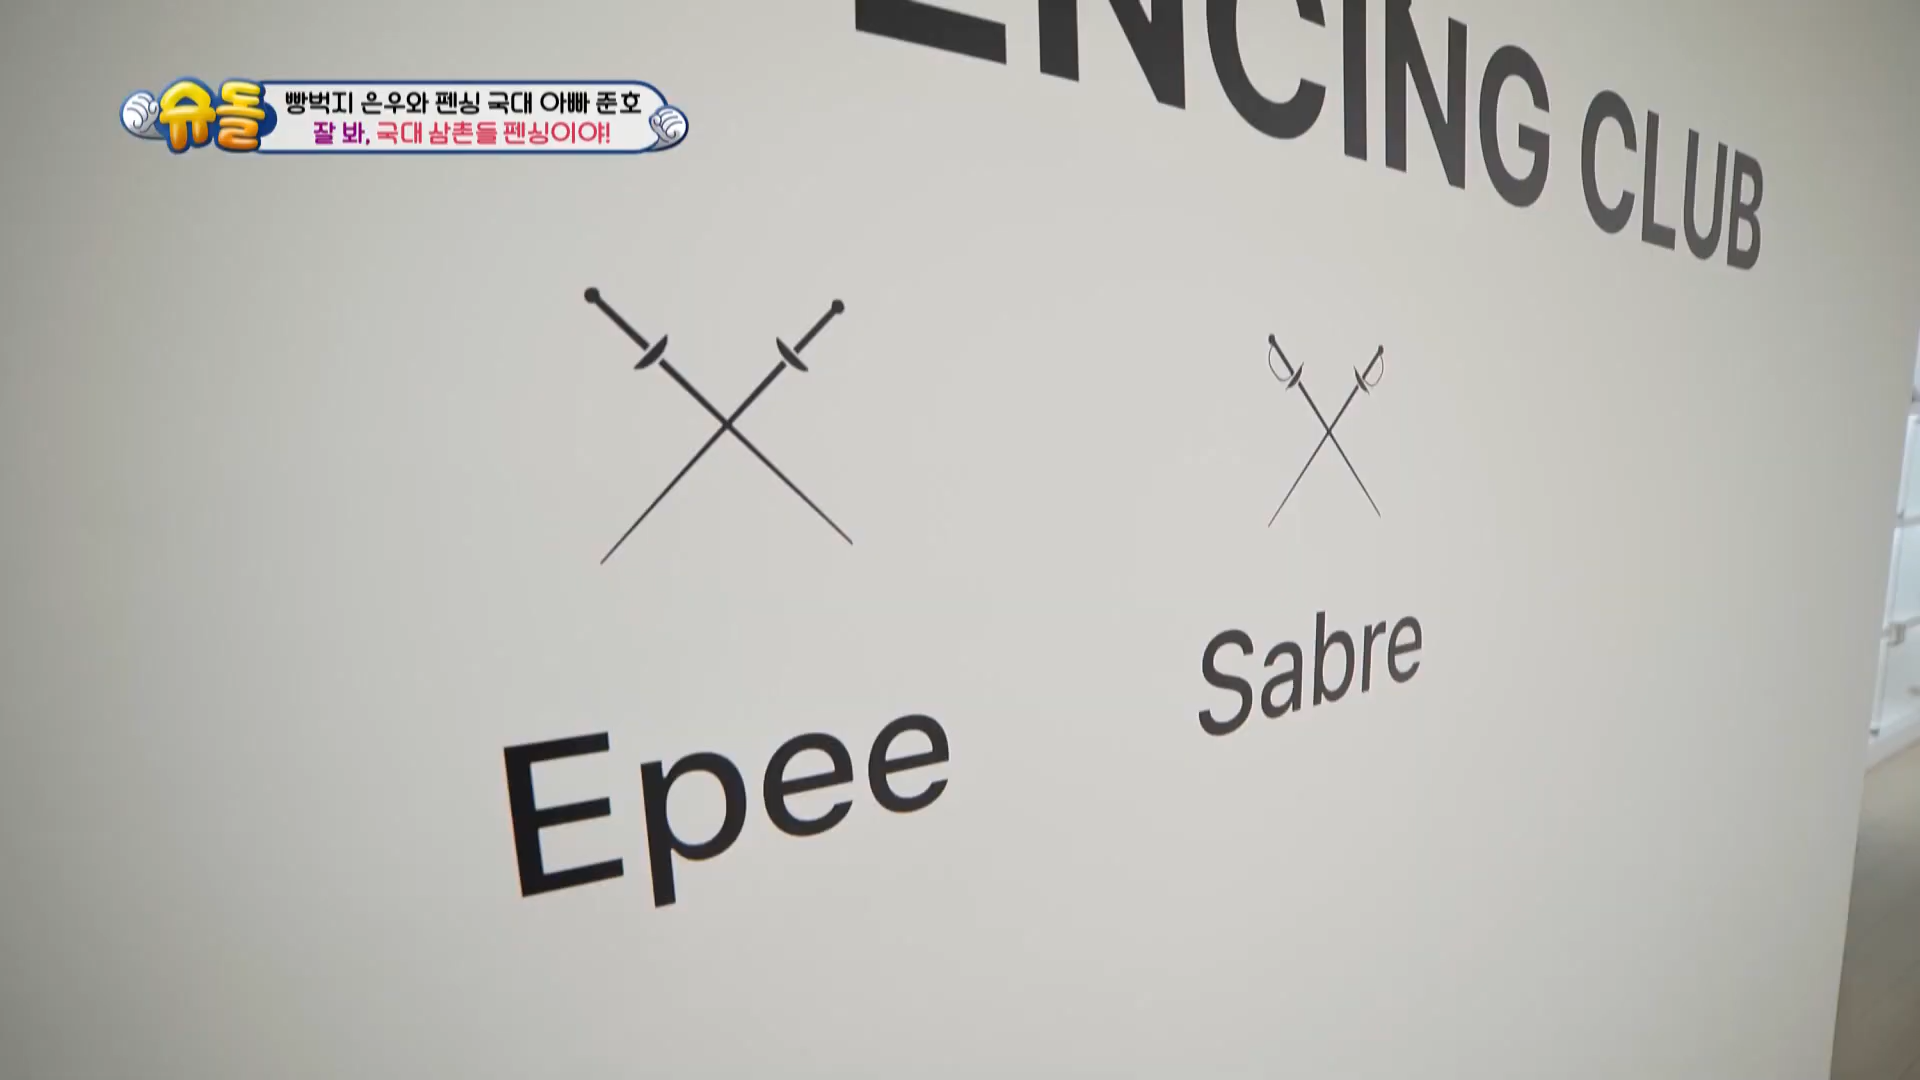 슈돌
빵벅지 은우와 펜싱 국대 아빠 준호
잘 봐, 국대 삼촌들 펜싱이야!
ENCING CLUB
Epee
Sabre